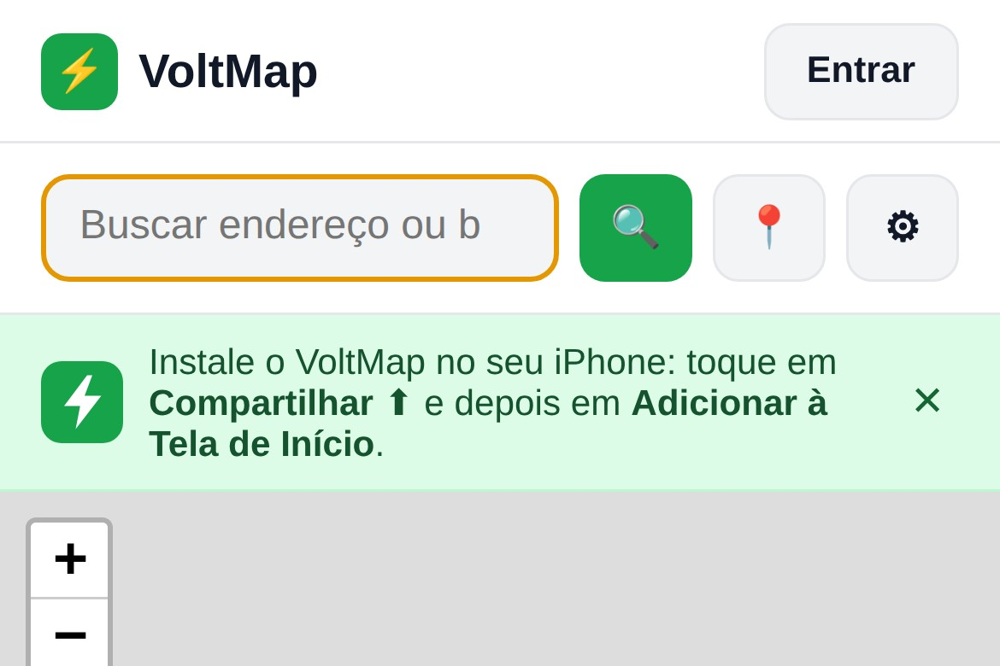 VoltMap
Entrar
Buscar endereço ou b
Instale o VoltMap no seu iPhone: toque em
Compartilhar ⬆ e depois em Adicionar à
Tela de Início.
✕
+
−